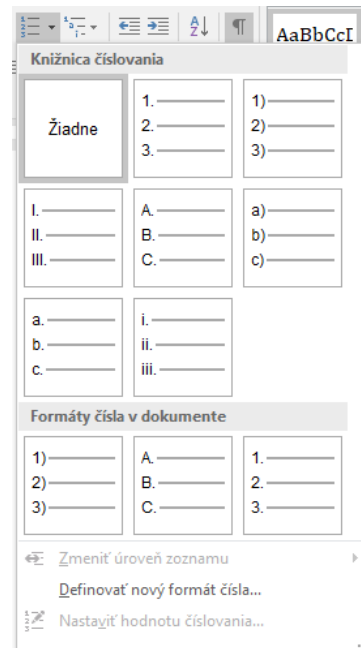 AaBbCcI
Knižnica číslovania
Žiadne
1.
2.
3.
1)
2)
3)
I.
II.
III.
A.
B.
C.
a)
b)
c)
a.
b.
c.
i.
ii.
iii.
Formáty čísla v dokumente
1)
2)
3)
A.
B.
C.
1.
2.
3.
Zmeniť úroveň zoznamu
Definovať nový formát čísla...
Nastaviť hodnotu číslovania...